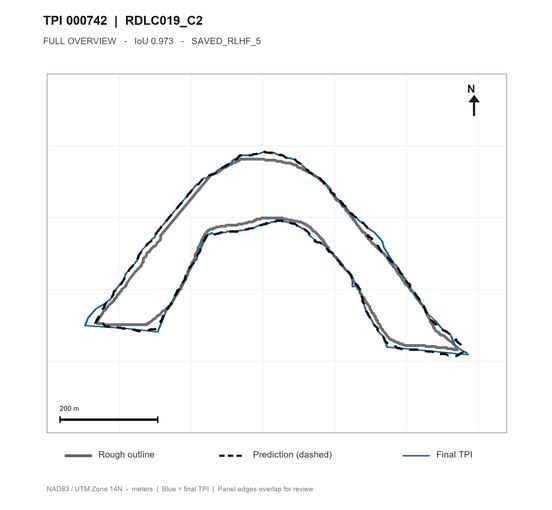 TPI 000742 | RDLC019_C2
FULL OVERVIEW - IoU 0.973 - SAVED_RLHF_5
N
200 m
Rough outline Prediction (dashed) Final TPI
NAD83 / UTM Zone 14N - meters | Blue = final TPI | Panel edges overlap for review